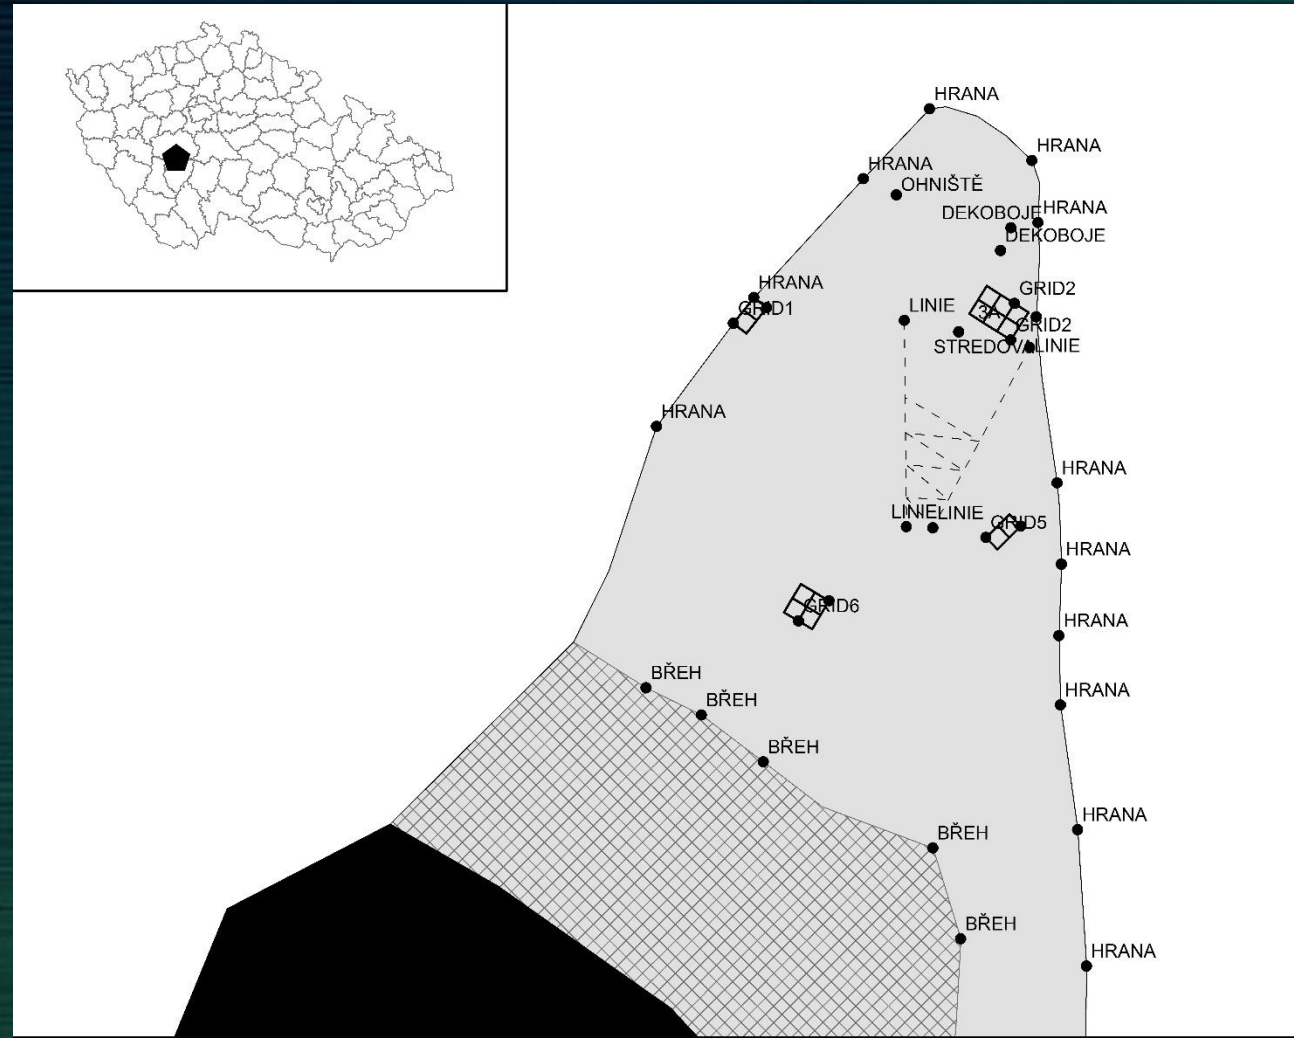 HRANA
HRANA
HRANA
OHNIŠTĚ
DEKOBOJE
HRANA
DEKOBOJE
HRANA
GRID2
GRID1
LINIE
3A
GRID2
STREDOVA
LINIE
HRANA
HRANA
LINIE
LINIE
GRID5
HRANA
GRID6
HRANA
BŘEH
HRANA
BŘEH
BŘEH
HRANA
BŘEH
BŘEH
HRANA